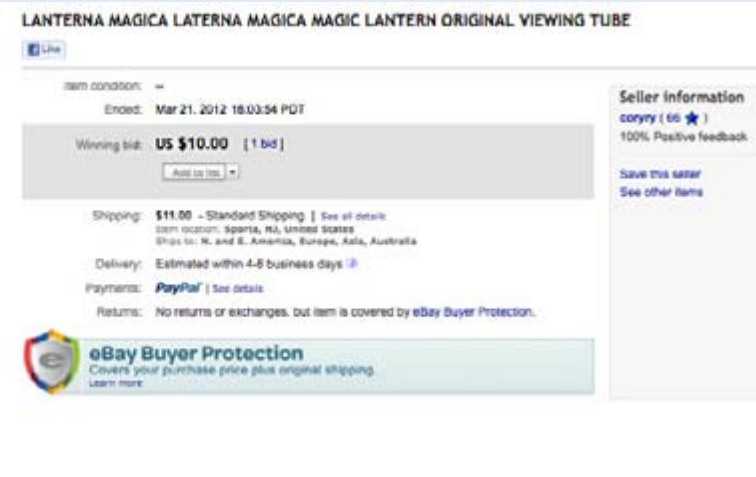 LANTERNA MAGICA LATERNA MAGICA MAGIC LANTERN ORIGINAL VIEWING TUBE
Like
Item condition: --
Ended: Mar 21, 2012 18:03:54 PDT
Winning bid: US $10.00 [ 1 bid ]
Add to list
Shipping: $11.00 - Standard Shipping | See all details
Item location: Sparta, NJ, United States
Ships to: N. and S. America, Europe, Asia, Australia
Delivery: Estimated within 4-8 business days
Payments: PayPal | See details
Returns: No returns or exchanges, but item is covered by eBay Buyer Protection.
e
eBay Buyer Protection
Covers your purchase price plus original shipping.
Learn more
Seller information
coryry ( 66 )
100% Positive feedback
Save this seller
See other items